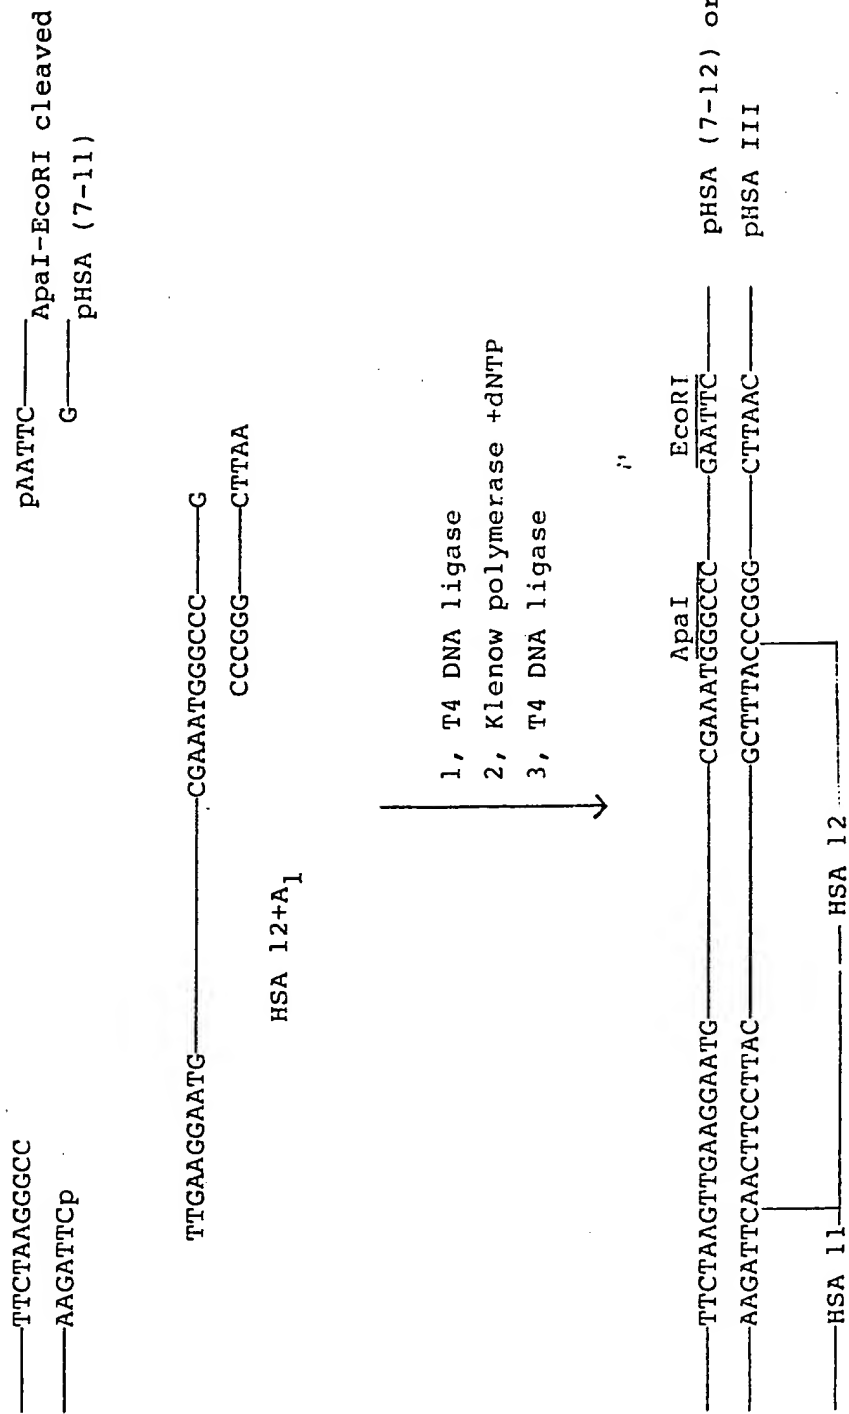 TTCTAAGGGCC pAATTC ApaI-EcoRI cleaved
AAGATTCp G pHSA (7-11)
TTGAAGGAATG CGAAATGGGCCC G
CCCGGG CTTAA
HSA 12+A1
1, T4 DNA ligase
2, Klenow polymerase +dNTP
3, T4 DNA ligase
ApaI EcoRI
TTCTAAGTTGAAGGAATG CGAAATGGGCCC GAATTC pHSA (7-12) or
AAGATTCAACTTCCTTAC GCTTTACCCGGG CTTAAC pHSA III
HSA 11 HSA 12